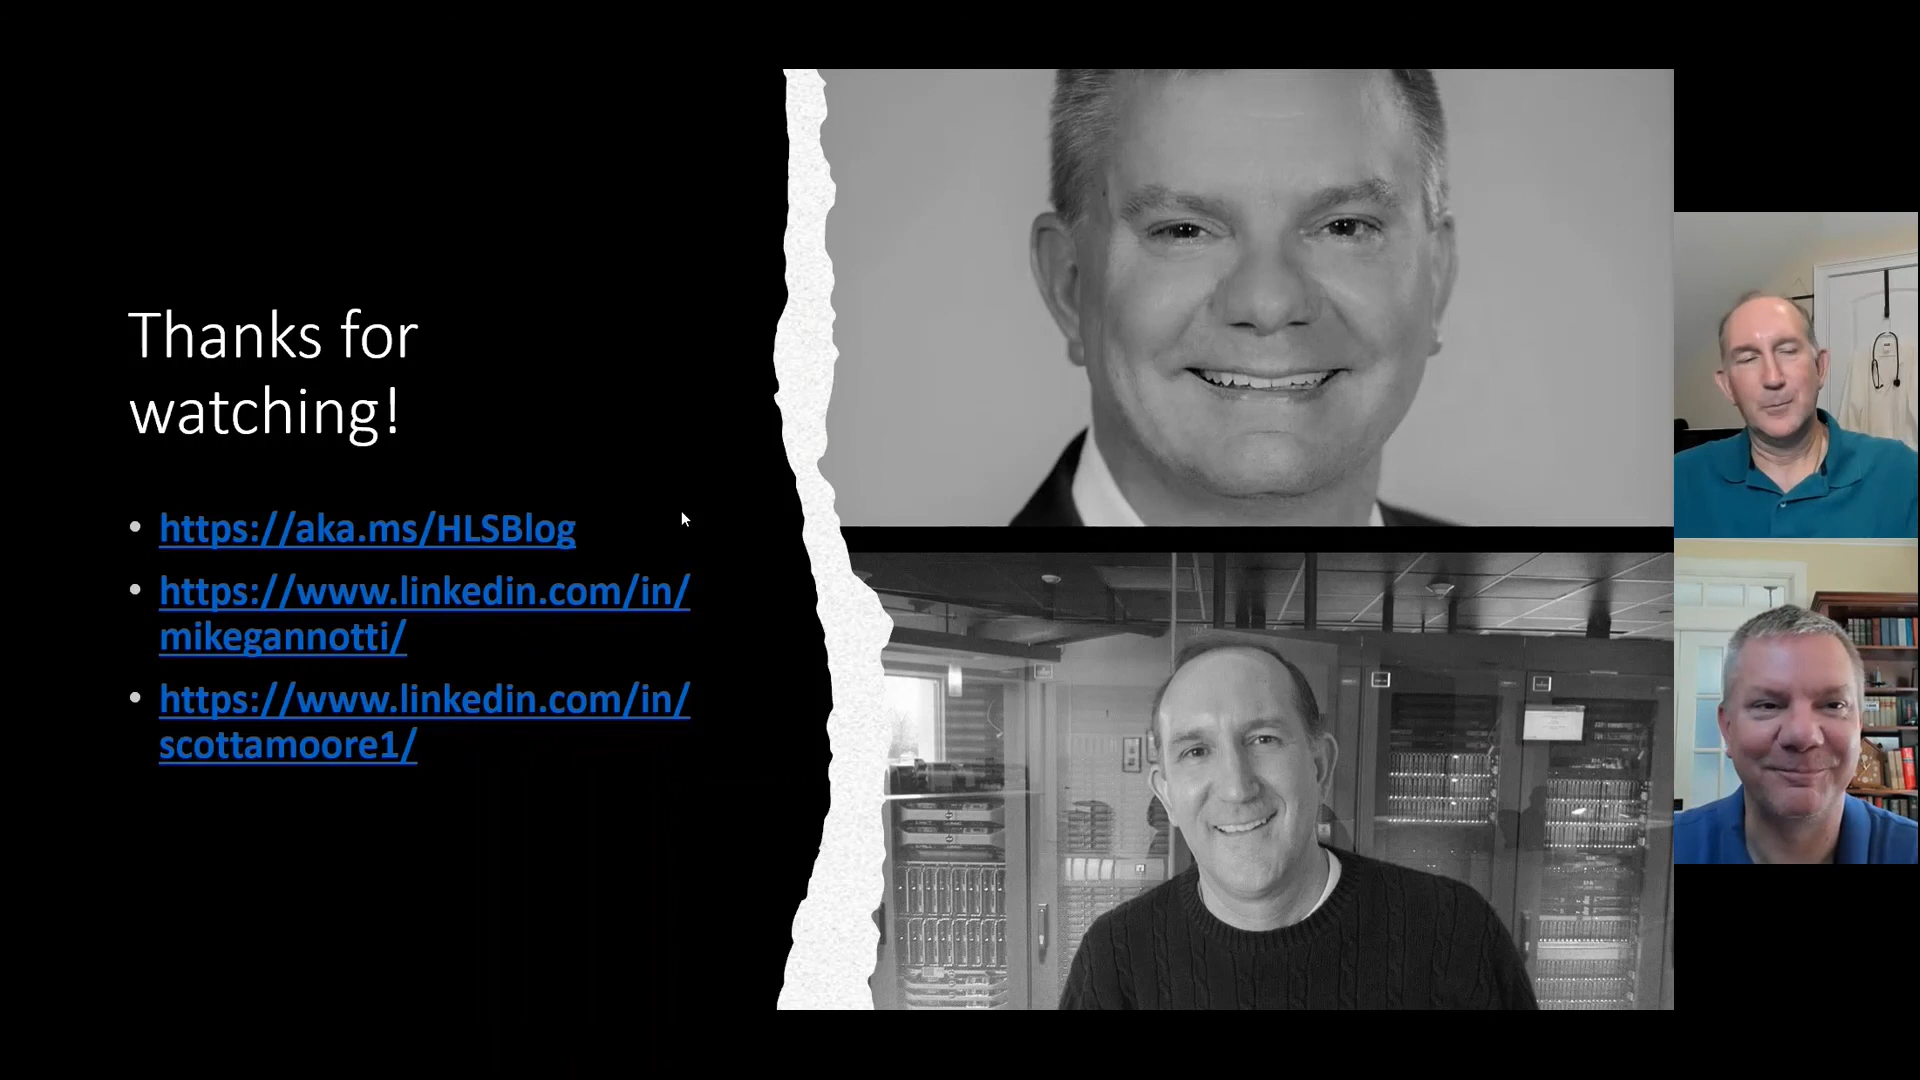 Thanks for
watching!
• https://aka.ms/HLSBlog
• https://www.linkedin.com/in/
mikegannotti/
• https://www.linkedin.com/in/
scottamoore1/